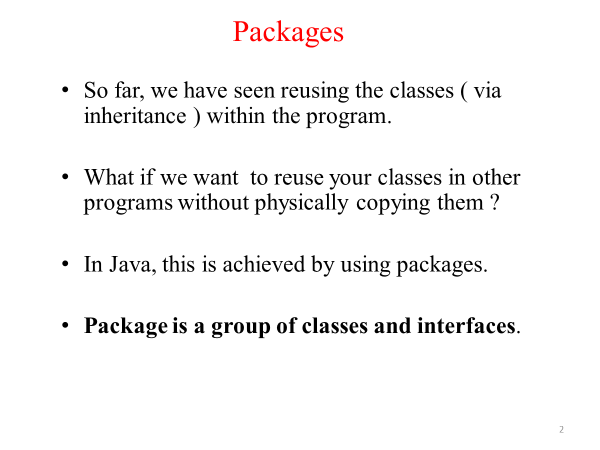 Packages
• So far, we have seen reusing the classes ( via
inheritance ) within the program.
• What if we want  to reuse your classes in other
programs without physically copying them ?
• In Java, this is achieved by using packages.
• Package is a group of classes and interfaces.
2